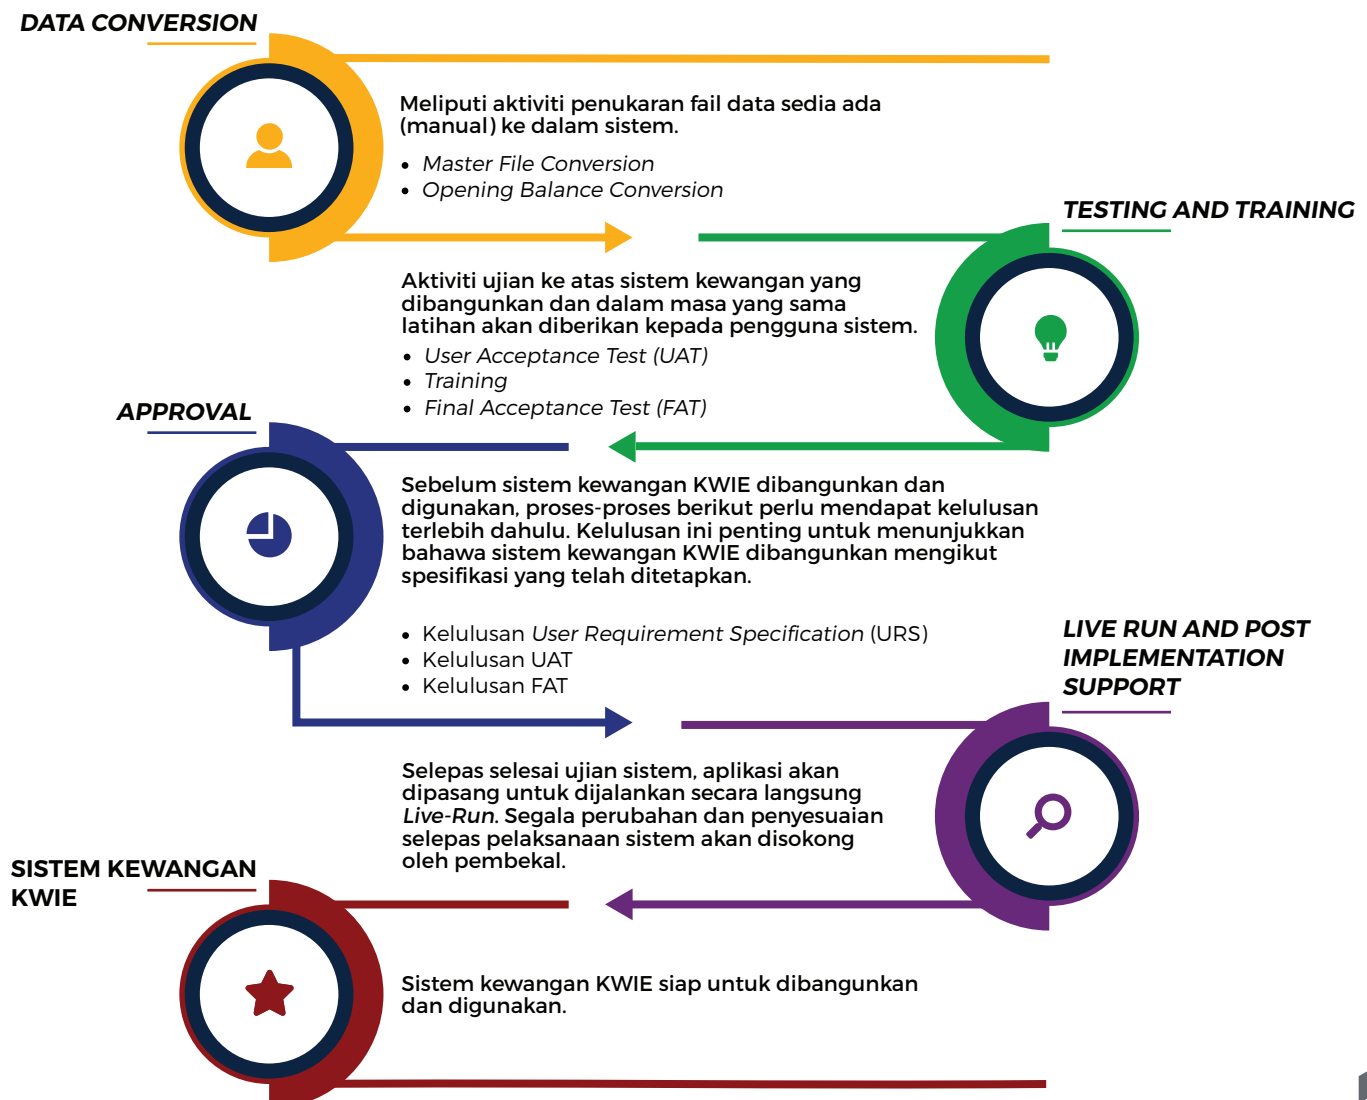 DATA CONVERSION
Meliputi aktiviti penukaran fail data sedia ada
(manual) ke dalam sistem.
• Master File Conversion
• Opening Balance Conversion
TESTING AND TRAINING
Aktiviti ujian ke atas sistem kewangan yang
dibangunkan dan dalam masa yang sama
latihan akan diberikan kepada pengguna sistem.
• User Acceptance Test (UAT)
• Training
• Final Acceptance Test (FAT)
APPROVAL
Sebelum sistem kewangan KWIE dibangunkan dan
digunakan, proses-proses berikut perlu mendapat kelulusan
terlebih dahulu. Kelulusan ini penting untuk menunjukkan
bahawa sistem kewangan KWIE dibangunkan mengikut
spesifikasi yang telah ditetapkan.
• Kelulusan User Requirement Specification (URS)
• Kelulusan UAT
• Kelulusan FAT
LIVE RUN AND POST
IMPLEMENTATION
SUPPORT
Selepas selesai ujian sistem, aplikasi akan
dipasang untuk dijalankan secara langsung
Live-Run. Segala perubahan dan penyesuaian
selepas pelaksanaan sistem akan disokong
oleh pembekal.
SISTEM KEWANGAN
KWIE
Sistem kewangan KWIE siap untuk dibangunkan
dan digunakan.